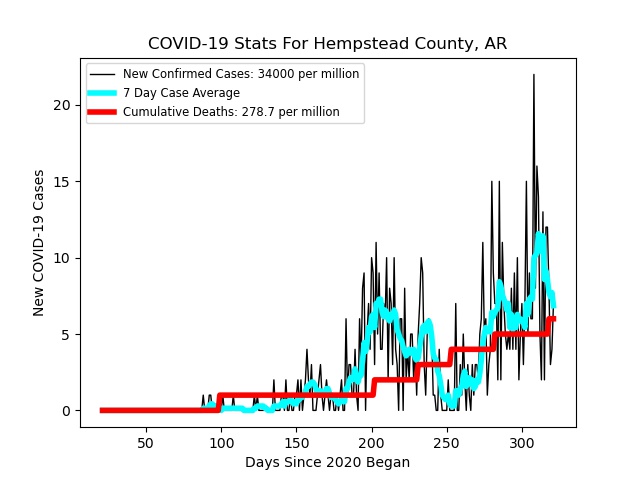 COVID-19 Stats For Hempstead County, AR
New Confirmed Cases: 34000 per million
7 Day Case Average
Cumulative Deaths: 278.7 per million
New COVID-19 Cases
20
15
10
5
0
50 100 150 200 250 300
Days Since 2020 Began